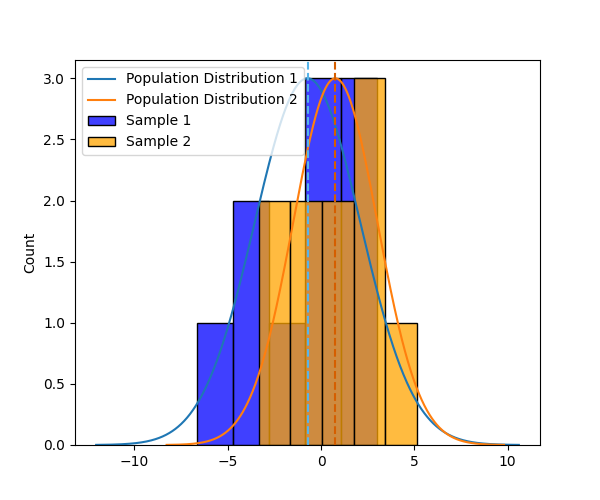 Population Distribution 1
Population Distribution 2
Sample 1
Sample 2
Count
3.0
2.5
2.0
1.5
1.0
0.5
0.0
−10
−5
0
5
10